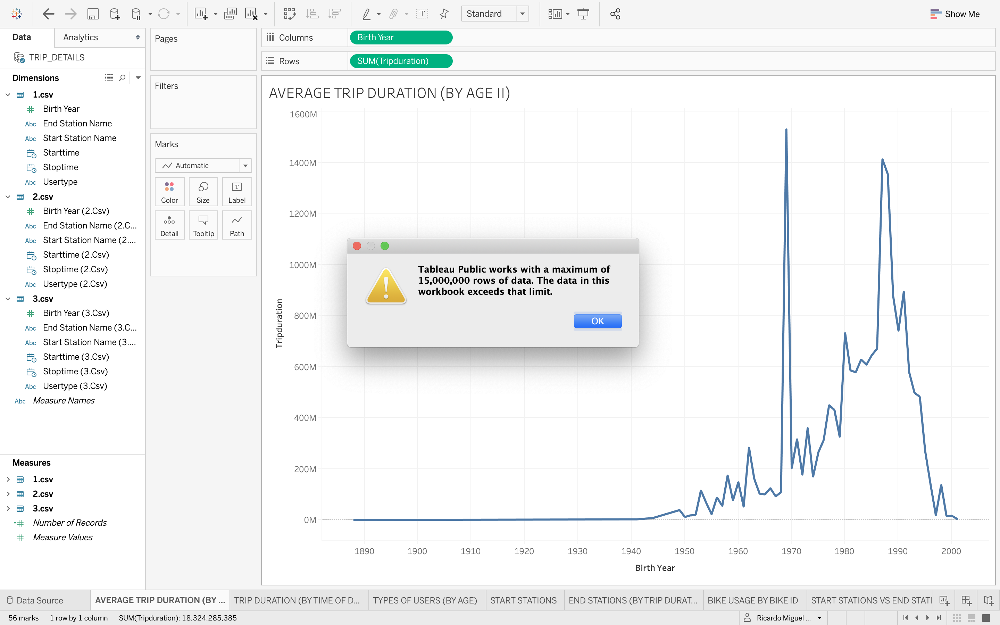 Standard
Show Me
Data
Analytics
Pages
Columns
Birth Year
TRIP_DETAILS
Rows
SUM(Tripduration)
Dimensions
Filters
1.csv
Birth Year
Abc End Station Name
Abc Start Station Name
Starttime
Stoptime
Abc Usertype
2.csv
Birth Year (2.Csv)
Abc End Station Name (2.C...
Abc Start Station Name (2....
Starttime (2.Csv)
Stoptime (2.Csv)
Abc Usertype (2.Csv)
3.csv
Birth Year (3.Csv)
Abc End Station Name (3.C...
Abc Start Station Name (3....
Starttime (3.Csv)
Stoptime (3.Csv)
Abc Usertype (3.Csv)
Abc Measure Names
Measures
1.csv
2.csv
3.csv
Number of Records
Measure Values
Marks
Automatic
Color
Size
T
Label
Detail
Tooltip
Path
AVERAGE TRIP DURATION (BY AGE II)
1600M
1400M
1200M
1000M
800M
600M
400M
200M
0M
Tripduration
1890
1900
1910
1920
1930
1940
1950
1960
1970
1980
1990
2000
Birth Year
Tableau Public works with a maximum of
15,000,000 rows of data. The data in this
workbook exceeds that limit.
OK
Data Source
AVERAGE TRIP DURATION (BY ...
TRIP DURATION (BY TIME OF D...
TYPES OF USERS (BY AGE)
START STATIONS
END STATIONS (BY TRIP DURAT...
BIKE USAGE BY BIKE ID
START STATIONS VS END STATI
56 marks
1 row by 1 column
SUM(Tripduration): 18,324,285,385
Ricardo Miguel ...